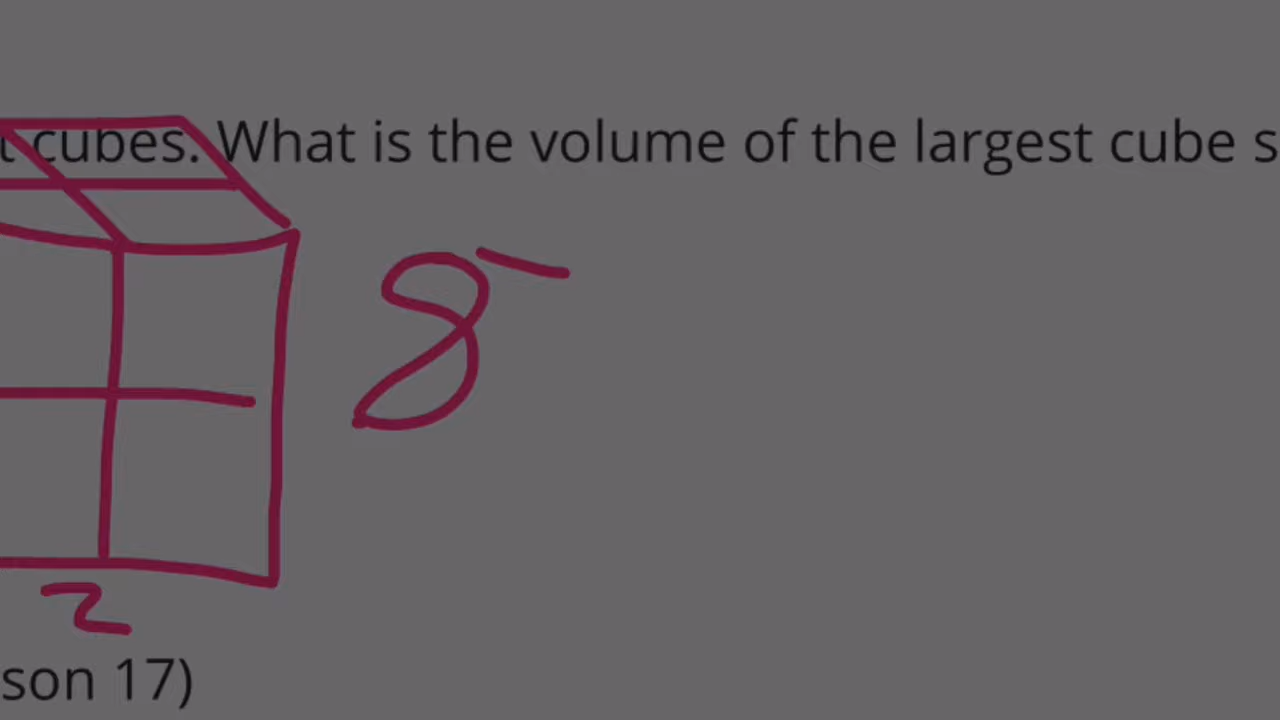 cubes. What is the volume of the largest cube s
8
2
son 17)